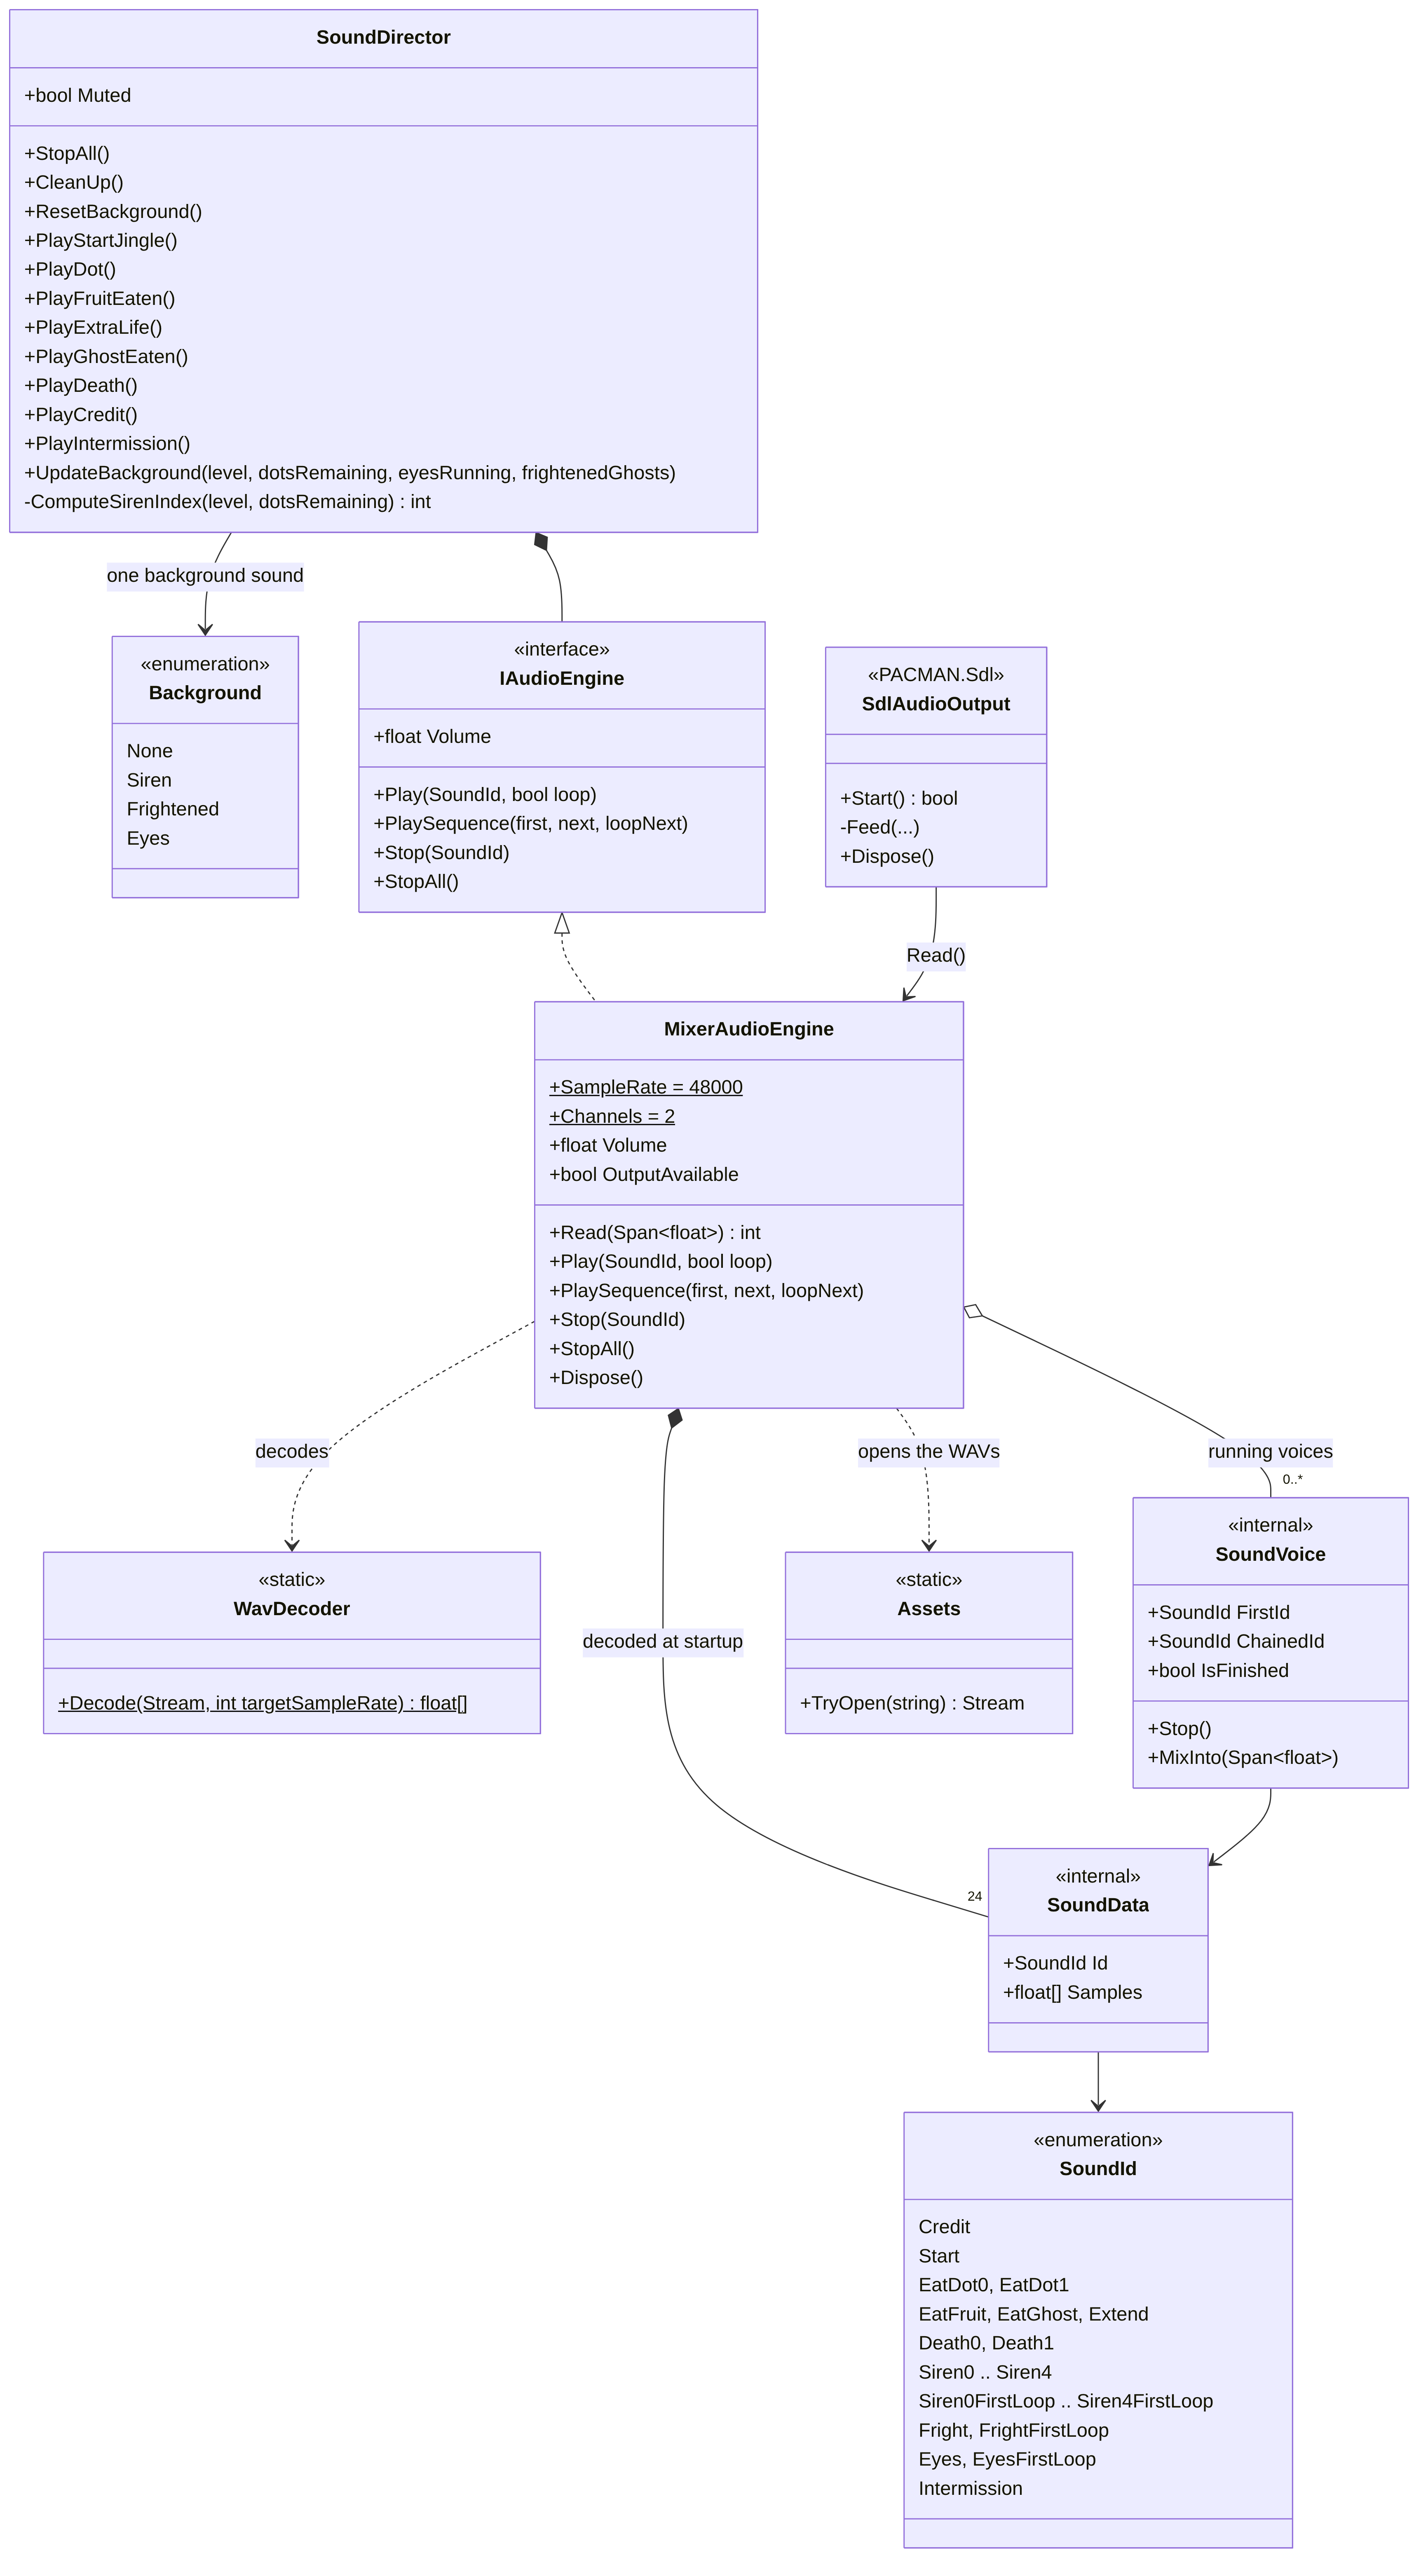 SoundDirector
+bool Muted
+StopAll()
+CleanUp()
+ResetBackground()
+PlayStartJingle()
+PlayDot()
+PlayFruitEaten()
+PlayExtraLife()
+PlayGhostEaten()
+PlayDeath()
+PlayCredit()
+PlayIntermission()
+UpdateBackground(level, dotsRemaining, eyesRunning, frightenedGhosts)
-ComputeSirenIndex(level, dotsRemaining) : int
one background sound
«enumeration»
Background
None
Siren
Frightened
Eyes
«interface»
IAudioEngine
+float Volume
+Play(SoundId, bool loop)
+PlaySequence(first, next, loopNext)
+Stop(SoundId)
+StopAll()
«PACMAN.Sdl»
SdlAudioOutput
+Start() : bool
-Feed(...)
+Dispose()
Read()
MixerAudioEngine
+SampleRate = 48000
+Channels = 2
+float Volume
+bool OutputAvailable
+Read(Span<float>) : int
+Play(SoundId, bool loop)
+PlaySequence(first, next, loopNext)
+Stop(SoundId)
+StopAll()
+Dispose()
decodes
opens the WAVs
running voices
0..*
«static»
WavDecoder
+Decode(Stream, int targetSampleRate) : float[]
decoded at startup
«static»
Assets
+TryOpen(string) : Stream
«internal»
SoundVoice
+SoundId FirstId
+SoundId ChainedId
+bool IsFinished
+Stop()
+MixInto(Span<float>)
24
«internal»
SoundData
+SoundId Id
+float[] Samples
«enumeration»
SoundId
Credit
Start
EatDot0, EatDot1
EatFruit, EatGhost, Extend
Death0, Death1
Siren0 .. Siren4
Siren0FirstLoop .. Siren4FirstLoop
Fright, FrightFirstLoop
Eyes, EyesFirstLoop
Intermission